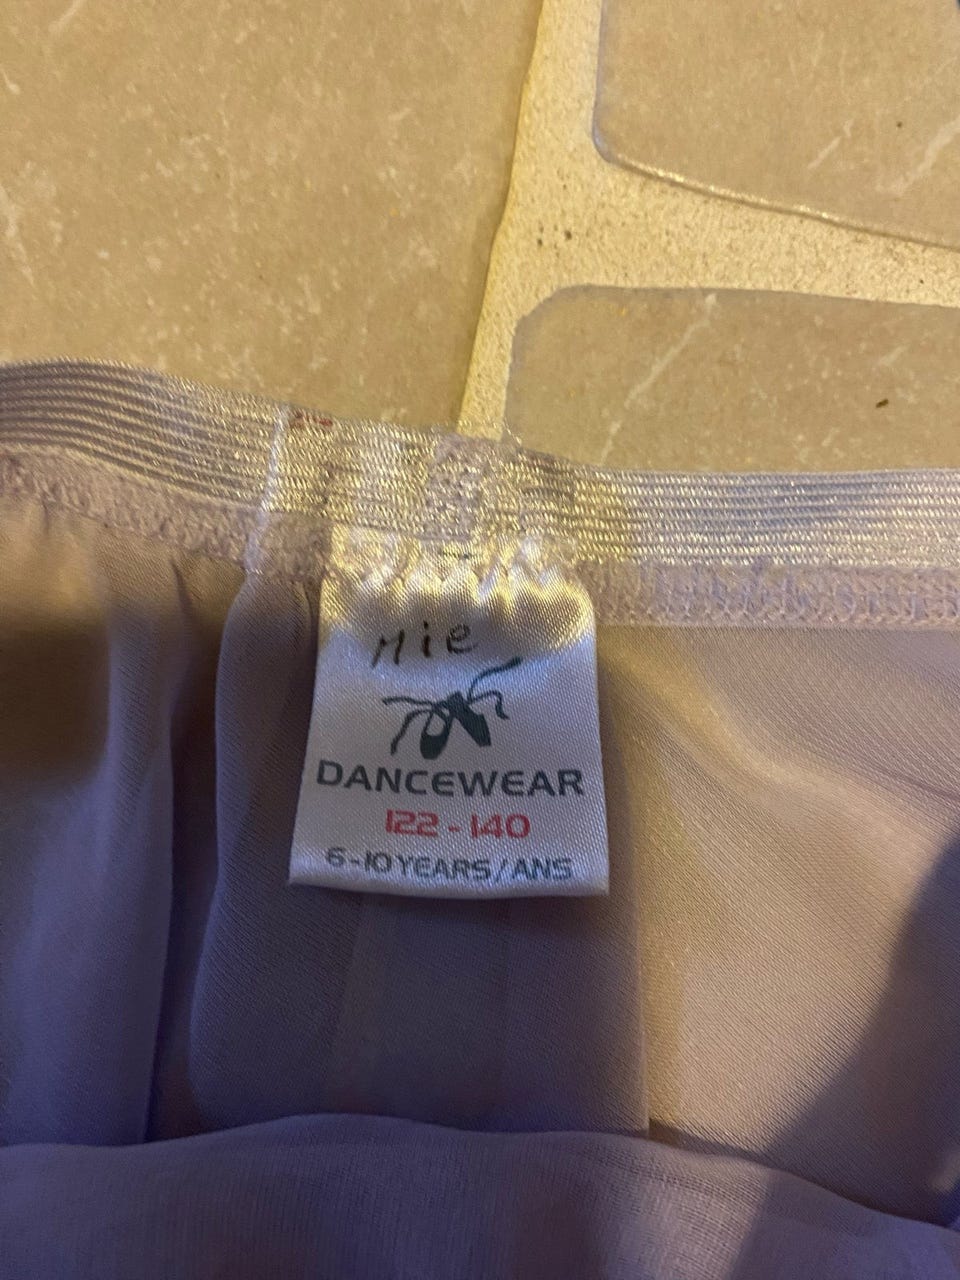 Mie
DANCEWEAR
122 - 140
6-10 YEARS/ANS